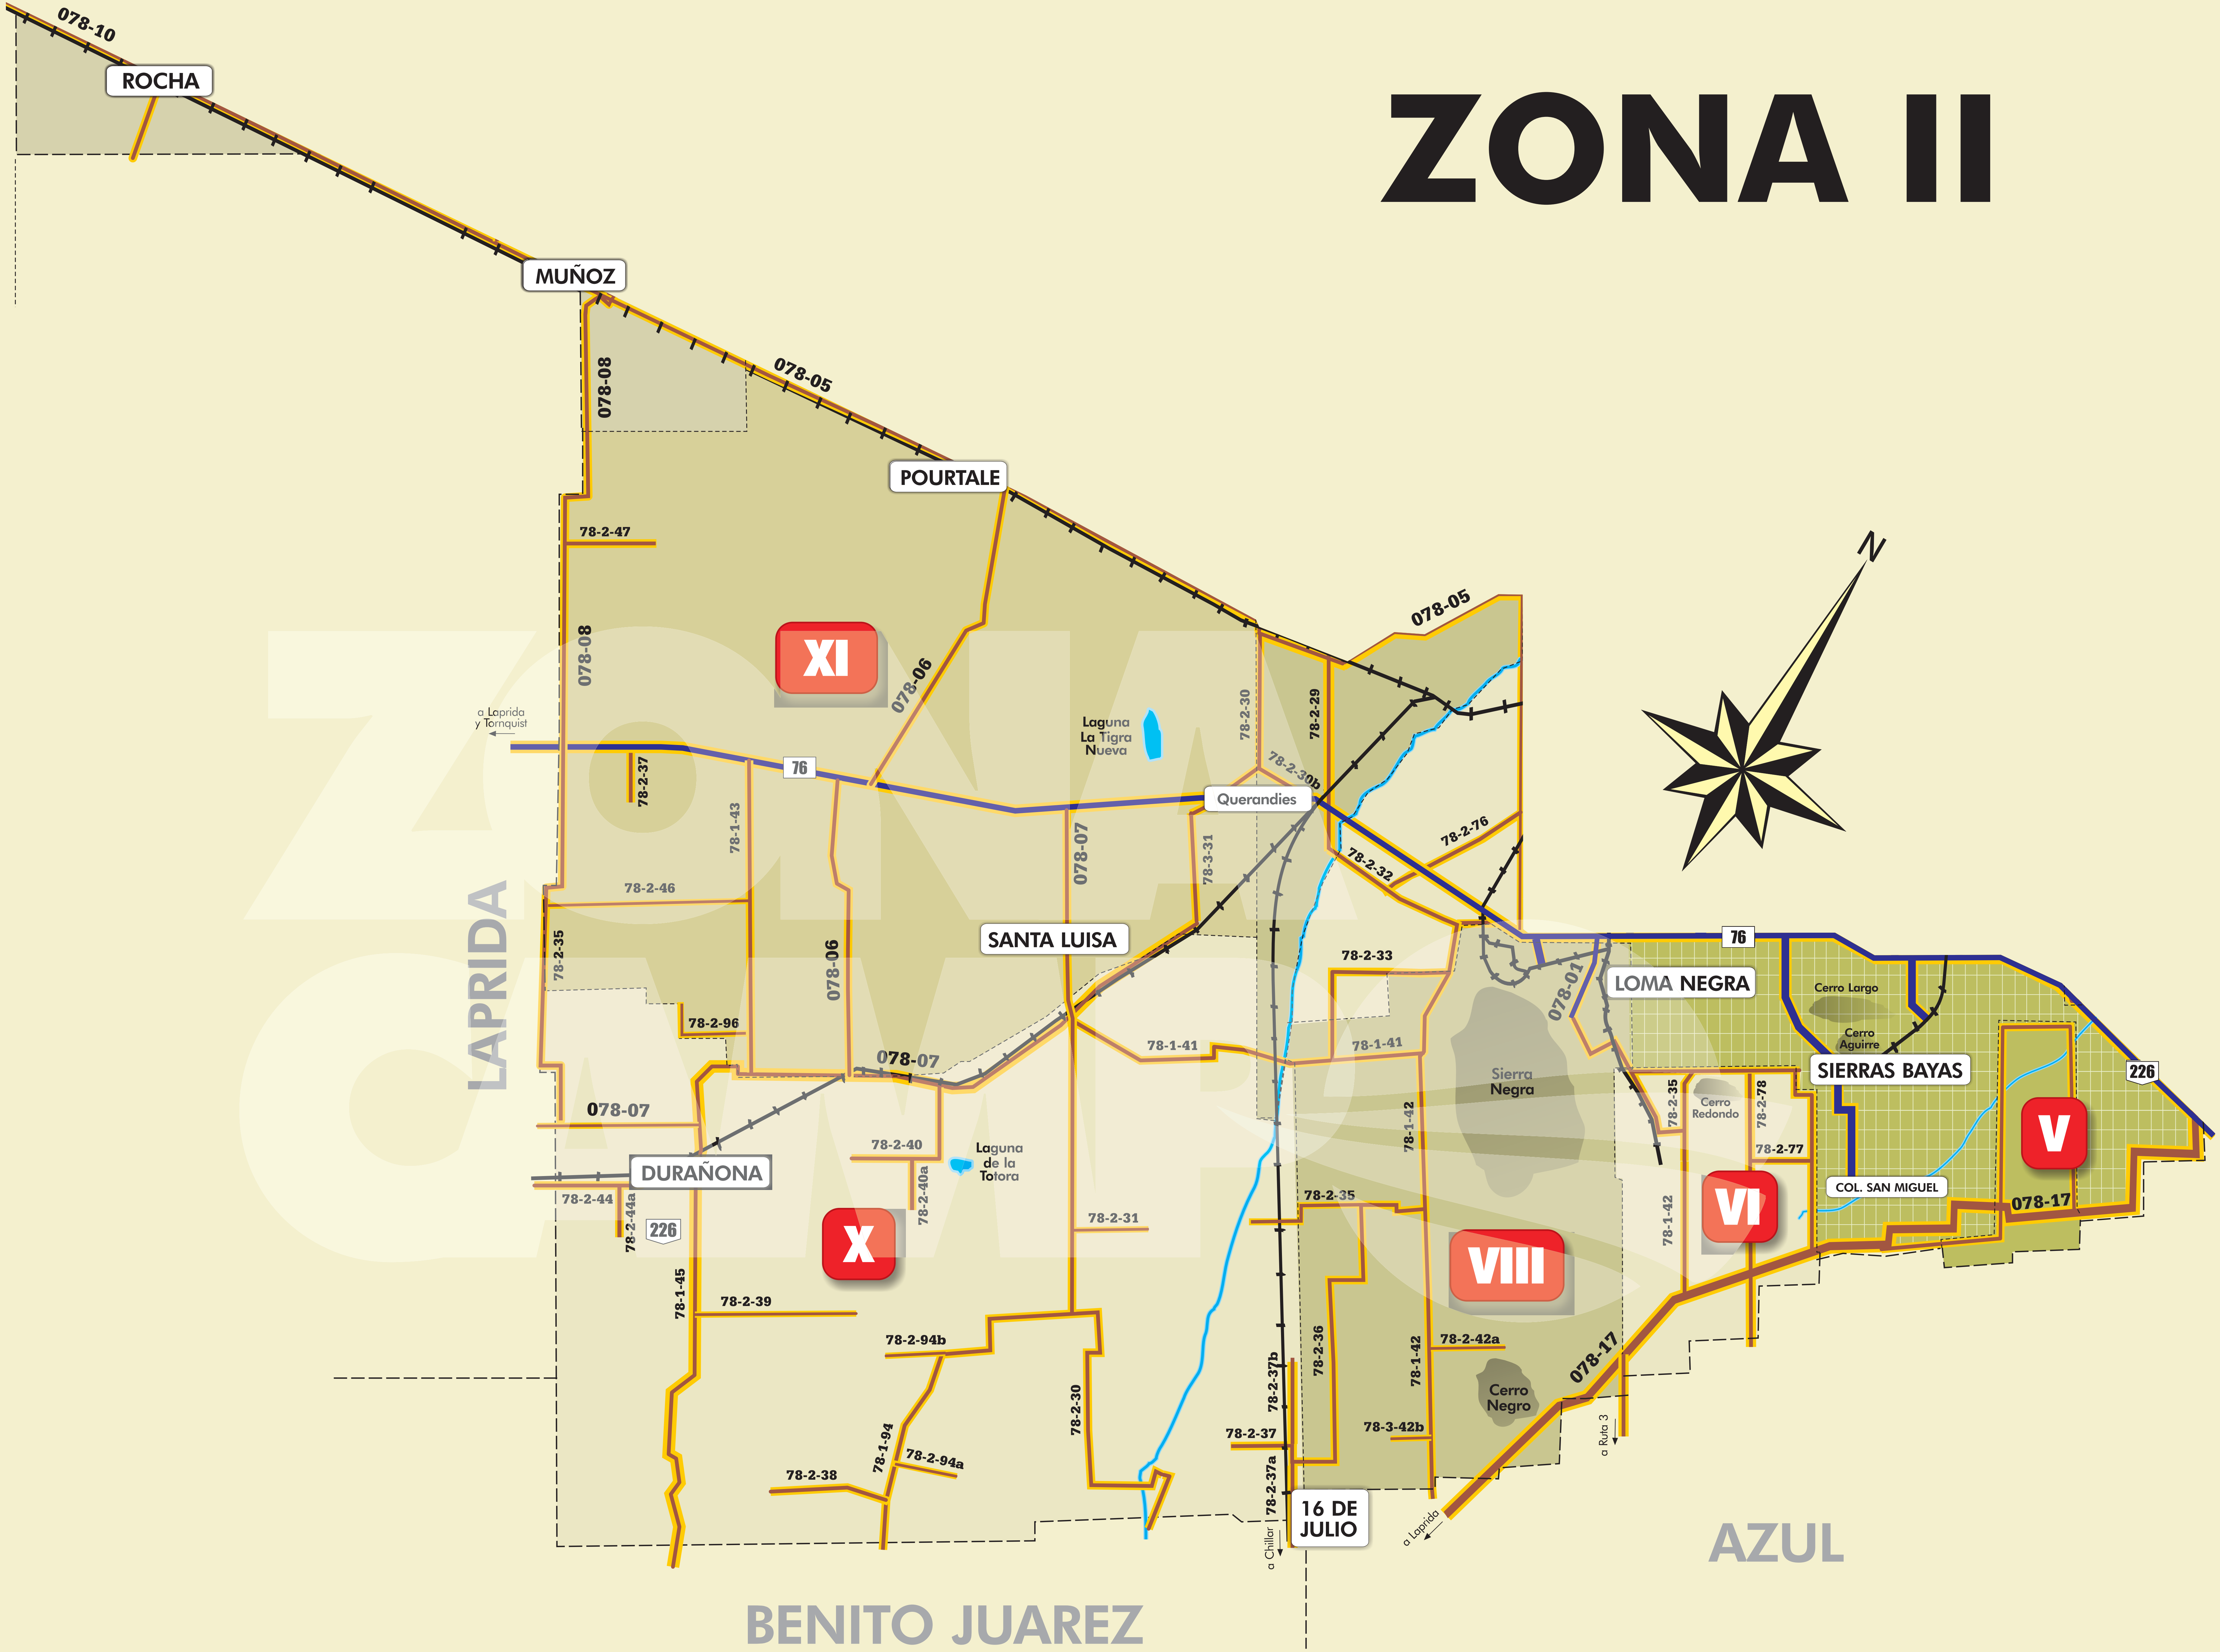 078-10
ROCHA
ZONA II
MUÑOZ
078-08
078-05
POURTALE
78-2-47
N
078-05
XI
078-08
078-06
a Laprida
y Tornquist
Laguna
La Tigra
Nueva
78-2-30
78-2-29
76
78-2-37
78-2-30b
Querandies
78-1-43
078-07
78-3-31
78-2-32
78-2-76
ZONA
CAMPO
LAPRIDA
78-2-46
78-2-35
078-06
SANTA LUISA
78-2-33
76
078-01
LOMA NEGRA
Cerro Largo
Cerro
Aguirre
78-2-96
078-07
78-1-41
78-1-41
Sierra
Negra
SIERRAS BAYAS
226
078-07
78-2-35
Cerro
Redondo
78-2-78
78-1-42
V
78-2-40
78-2-40a
Laguna
de la
Totora
78-2-77
DURAÑONA
78-2-44
78-2-44a
226
COL. SAN MIGUEL
078-17
78-2-35
VI
78-1-42
78-2-31
X
VIII
78-1-45
78-2-39
78-2-94b
78-2-36
78-1-42
78-2-42a
078-17
78-2-30
78-2-37b
Cerro
Negro
78-1-94
78-2-94a
78-2-38
78-2-37
78-3-42b
a Ruta 3
78-2-37a
16 DE
JULIO
a Chillar
a Laprida
AZUL
BENITO JUAREZ